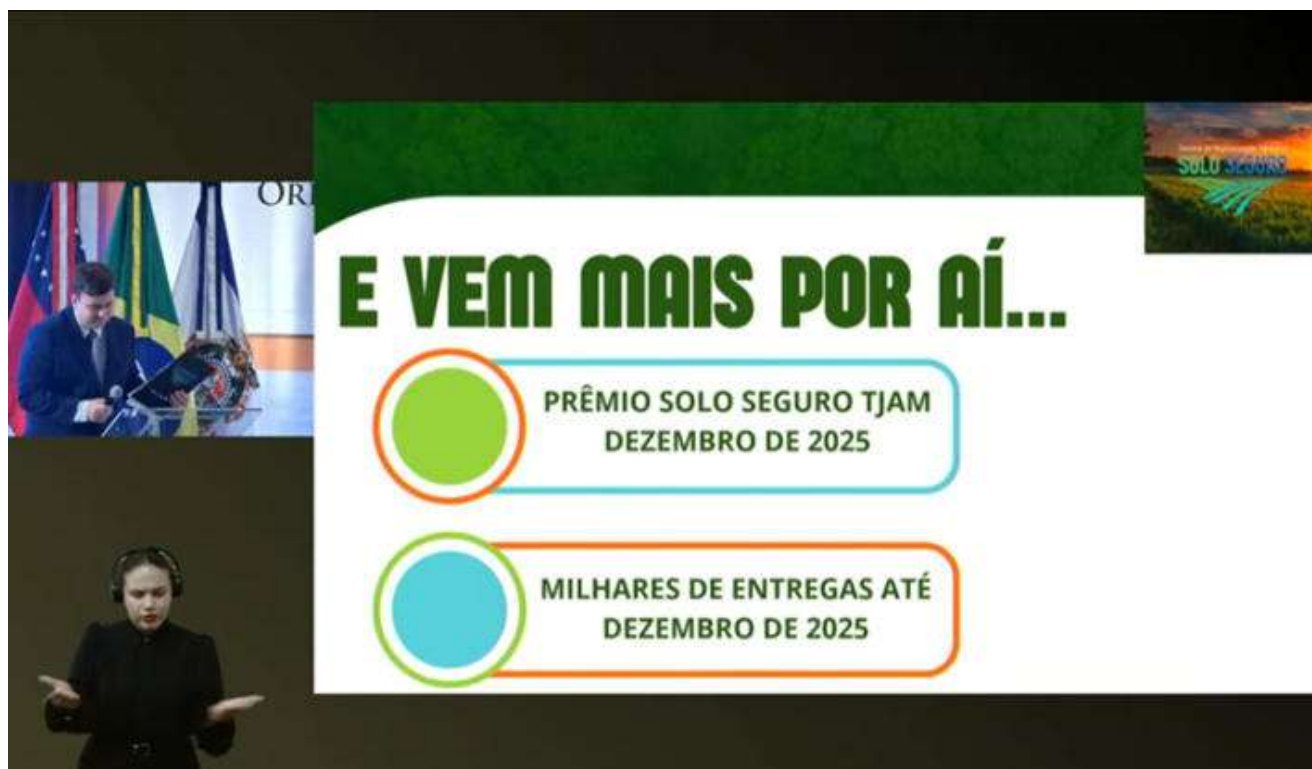 OR
E VEM MAIS POR AÍ...
PRÊMIO SOLO SEGURO TJAM
DEZEMBRO DE 2025
MILHARES DE ENTREGAS ATÉ
DEZEMBRO DE 2025
SOLO SEGURO